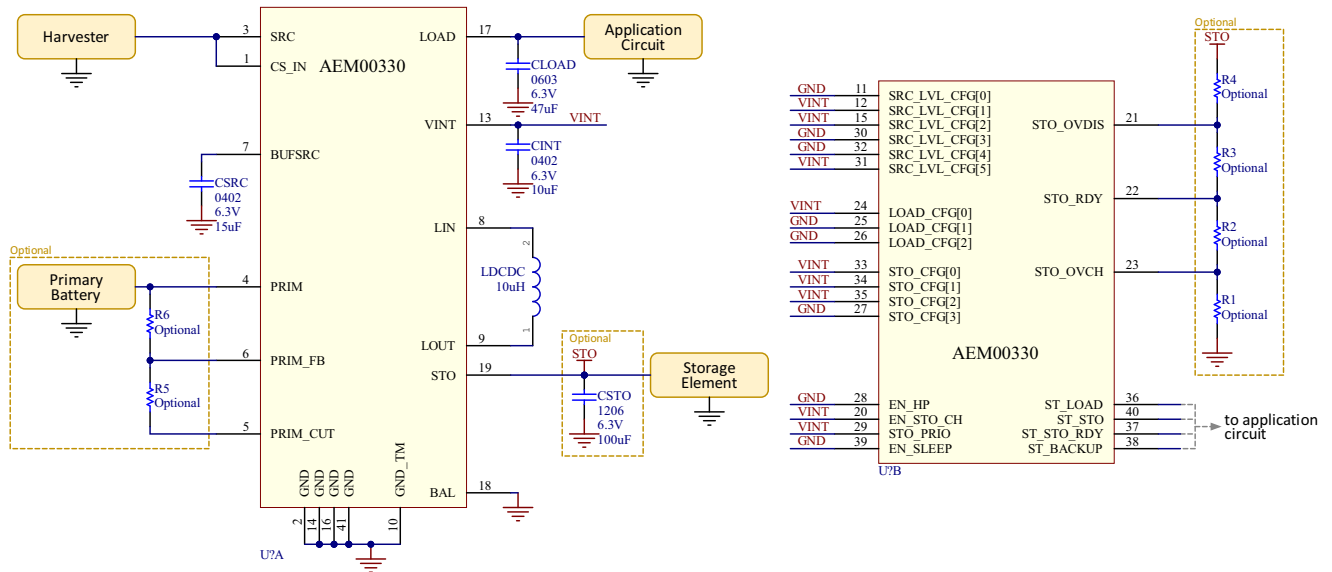 Harvester
3
SRC
1
CS_IN
AEM00330
LOAD
17
Application
Circuit
CLOAD
0603
6.3V
47uF
VINT
13
VINT
CINT
0402
6.3V
10uF
7
BUFSRC
CSRC
0402
6.3V
15uF
LIN
8
2
LDCDC
10uH
1
LOUT
9
Optional
Primary
Battery
4
PRIM
R6
Optional
6
PRIM_FB
R5
Optional
5
PRIM_CUT
STO
19
Optional
STO
CSTO
1206
6.3V
100uF
Storage
Element
GND
GND
GND
GND
GND_TM
BAL
18
2
14
16
41
10
U?A
GND 11 SRC_LVL_CFG[0]
VINT 12 SRC_LVL_CFG[1]
VINT 15 SRC_LVL_CFG[2]
GND 30 SRC_LVL_CFG[3]
GND 32 SRC_LVL_CFG[4]
VINT 31 SRC_LVL_CFG[5]
VINT 24 LOAD_CFG[0]
GND 25 LOAD_CFG[1]
GND 26 LOAD_CFG[2]
VINT 33 STO_CFG[0]
VINT 34 STO_CFG[1]
VINT 35 STO_CFG[2]
GND 27 STO_CFG[3]
AEM00330
GND 28 EN_HP
VINT 20 EN_STO_CH
VINT 29 STO_PRIO
GND 39 EN_SLEEP
U?B
STO_OVDIS 21
STO_RDY 22
STO_OVCH 23
ST_LOAD 36
ST_STO 40
ST_STO_RDY 37
ST_BACKUP 38
to application
circuit
Optional
STO
R4
Optional
R3
Optional
R2
Optional
R1
Optional